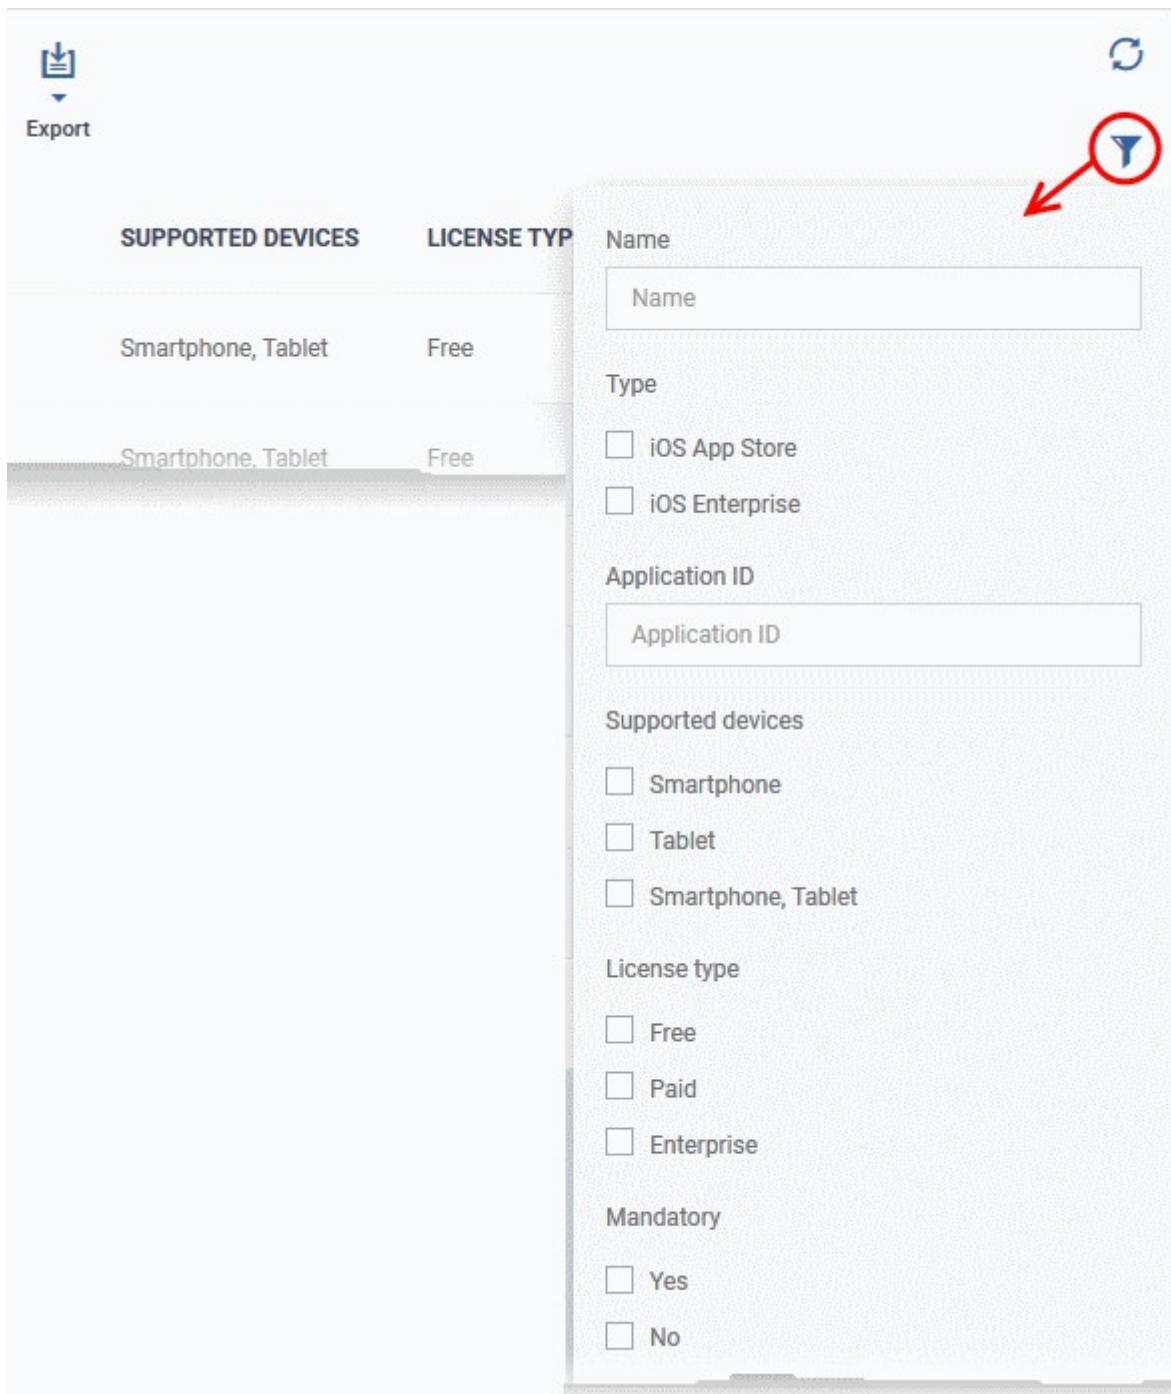 Export
SUPPORTED DEVICES LICENSE TYP
Smartphone, Tablet Free
Smartphone, Tablet Free
Name
Name
Type
iOS App Store
iOS Enterprise
Application ID
Application ID
Supported devices
Smartphone
Tablet
Smartphone, Tablet
License type
Free
Paid
Enterprise
Mandatory
Yes
No